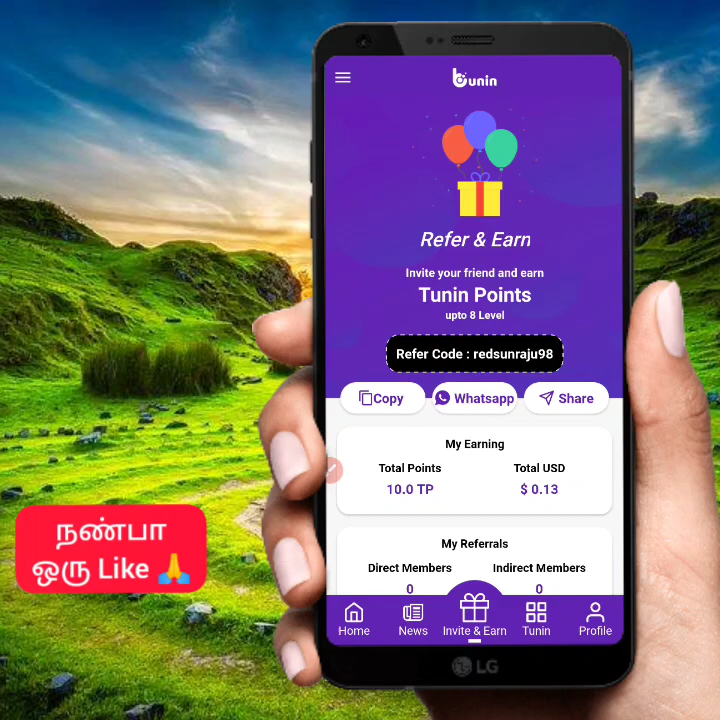 bunin
Refer & Earn
Invite your friend and earn
Tunin Points
upto 8 Level
Refer Code : redsunraju98
Copy
Whatsapp
Share
My Earning
Total Points
Total USD
10.0 TP
$ 0.13
My Referrals
Direct Members
Indirect Members
0
0
Home
News
Invite & Earn
Tunin
Profile
LG
நண்பா
ஒரு Like 🙏